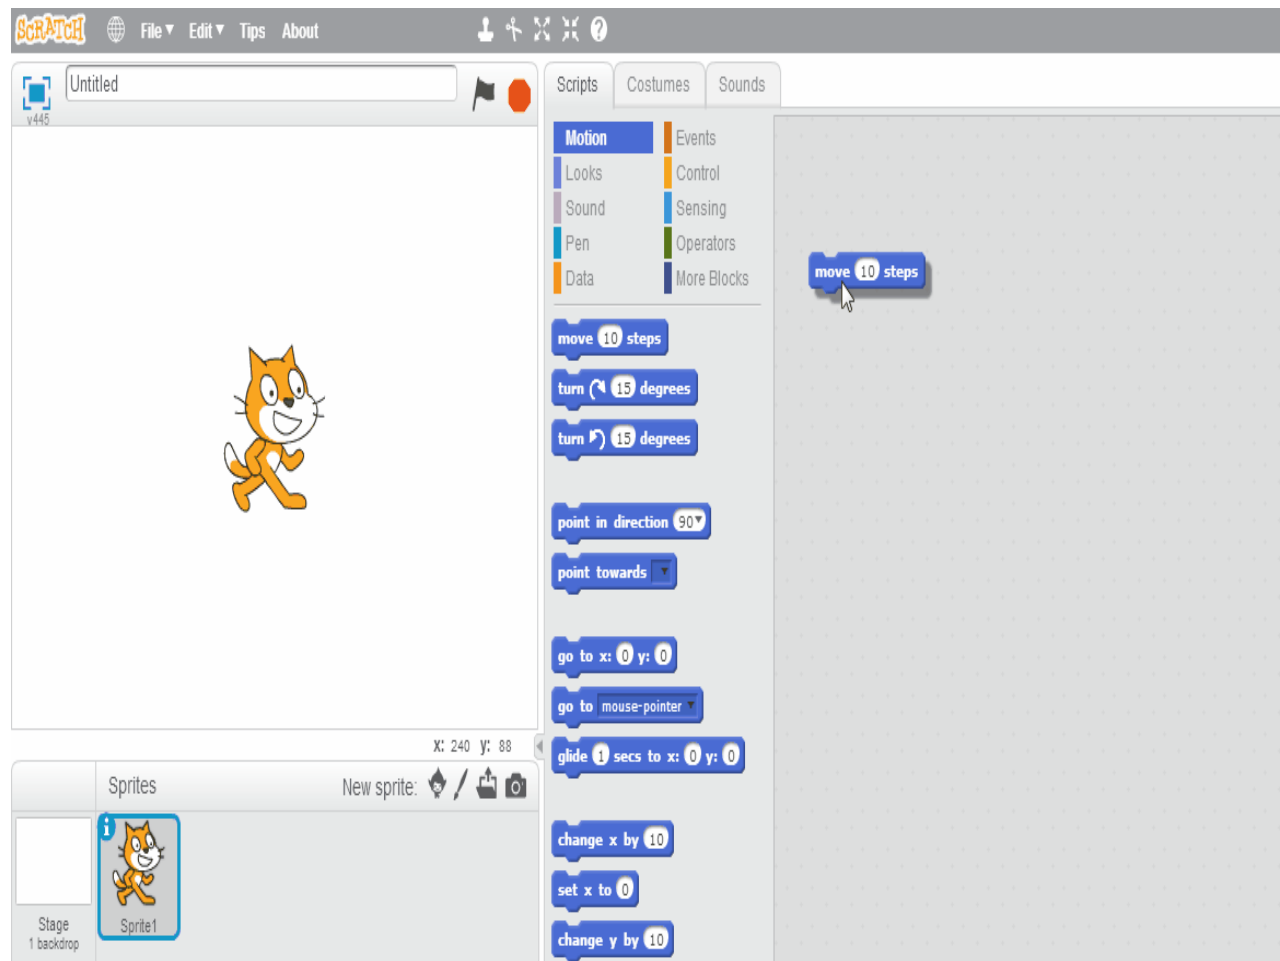 SCRATCH File Edit Tips About
Untitled
v445
Scripts Costumes Sounds
Motion Events
Looks Control
Sound Sensing
Pen Operators
Data More Blocks
move 10 steps
move 10 steps
turn 15 degrees
turn 15 degrees
point in direction 90
point towards
go to x: 0 y: 0
go to mouse-pointer
glide 1 secs to x: 0 y: 0
change x by 10
set x to 0
change y by 10
x: 240 y: 88
Sprites New sprite:
Stage
1 backdrop
Sprite1